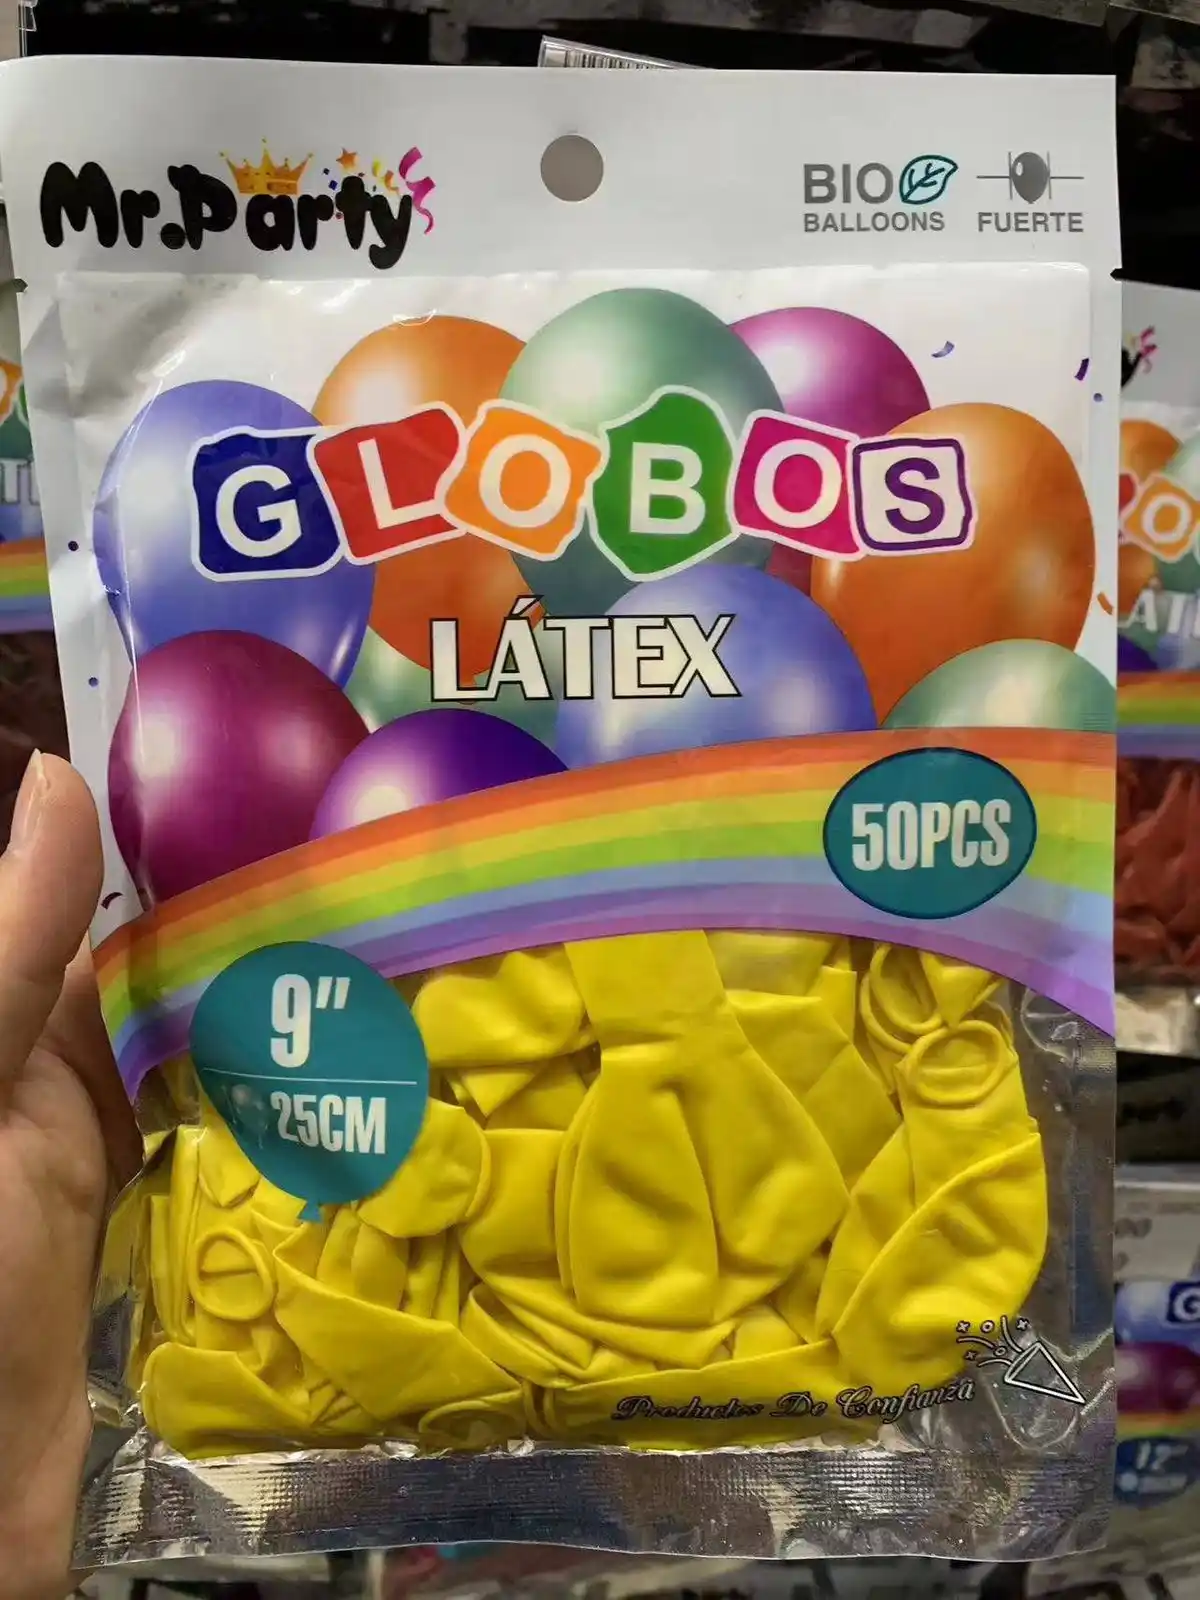 Mr. Party
BIO
BALLOONS
FUERTE
GLOBOS
LÁTEX
50PCS
9"
25CM
Productos De Confianza